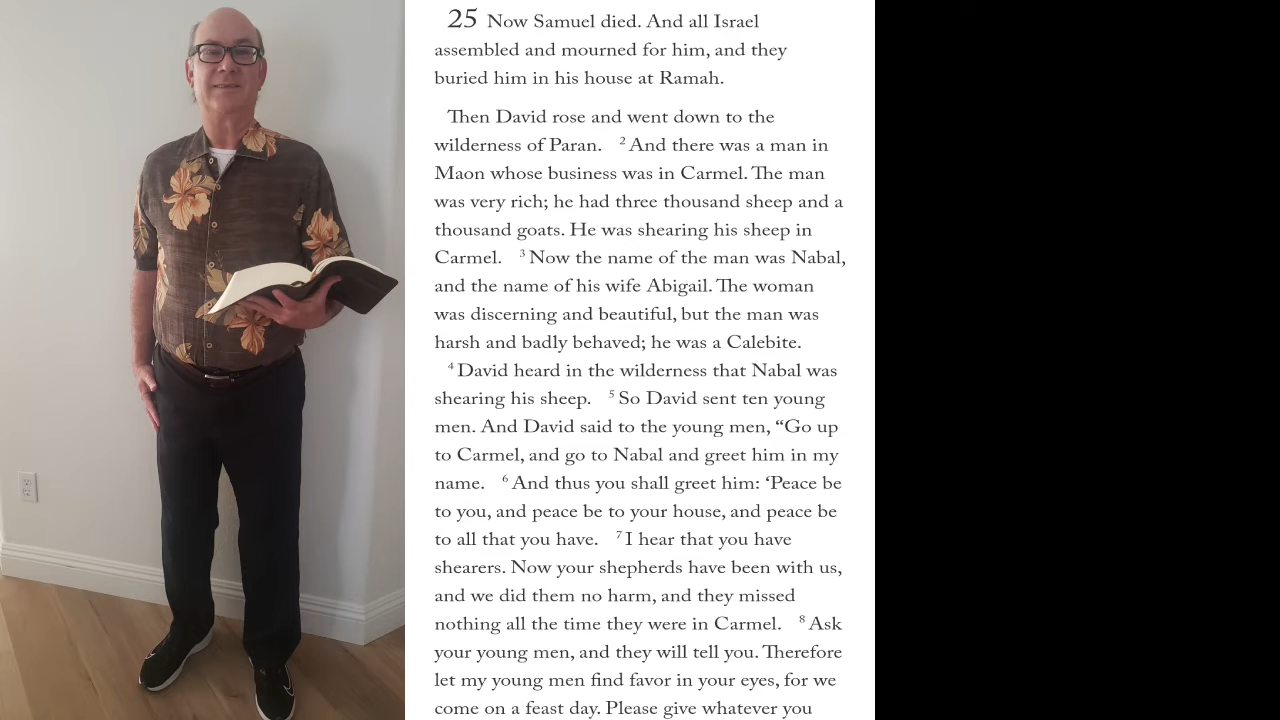 25 Now Samuel died. And all Israel
assembled and mourned for him, and they
buried him in his house at Ramah.
Then David rose and went down to the
wilderness of Paran. 2 And there was a man in
Maon whose business was in Carmel. The man
was very rich; he had three thousand sheep and a
thousand goats. He was shearing his sheep in
Carmel. 3 Now the name of the man was Nabal,
and the name of his wife Abigail. The woman
was discerning and beautiful, but the man was
harsh and badly behaved; he was a Calebite.
4 David heard in the wilderness that Nabal was
shearing his sheep. 5 So David sent ten young
men. And David said to the young men, “Go up
to Carmel, and go to Nabal and greet him in my
name. 6 And thus you shall greet him: ‘Peace be
to you, and peace be to your house, and peace be
to all that you have. 7 I hear that you have
shearers. Now your shepherds have been with us,
and we did them no harm, and they missed
nothing all the time they were in Carmel. 8 Ask
your young men, and they will tell you. Therefore
let my young men find favor in your eyes, for we
come on a feast day. Please give whatever you